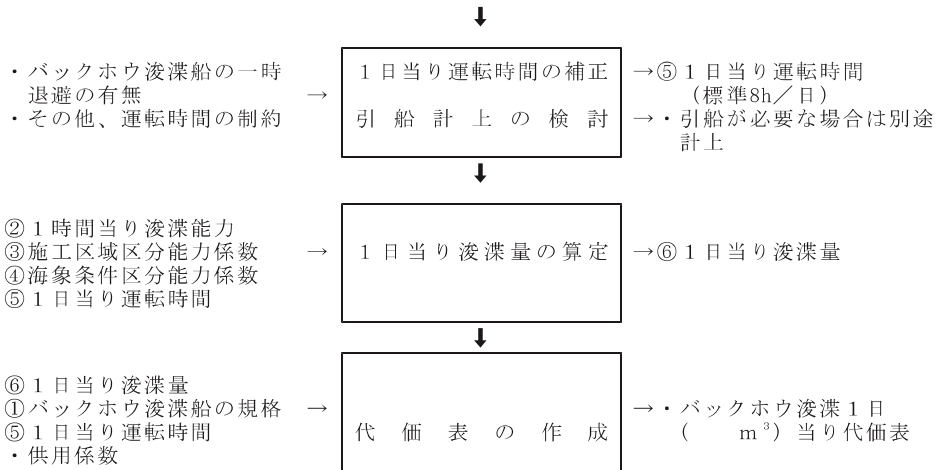 ・バックホウ浚渫船の一時
退避の有無
・その他、運転時間の制約
→
１日当り運転時間の補正
引船計上の検討
→⑤１日当り運転時間
（標準8h／日）
→・引船が必要な場合は別途
計上
②１時間当り浚渫能力
③施工区域区分能力係数
④海象条件区分能力係数
⑤１日当り運転時間
→
１日当り浚渫量の算定
→⑥１日当り浚渫量
⑥１日当り浚渫量
①バックホウ浚渫船の規格
⑤１日当り運転時間
・供用係数
→
代価表の作成
→・バックホウ浚渫１日
（　　ｍ³）当り代価表